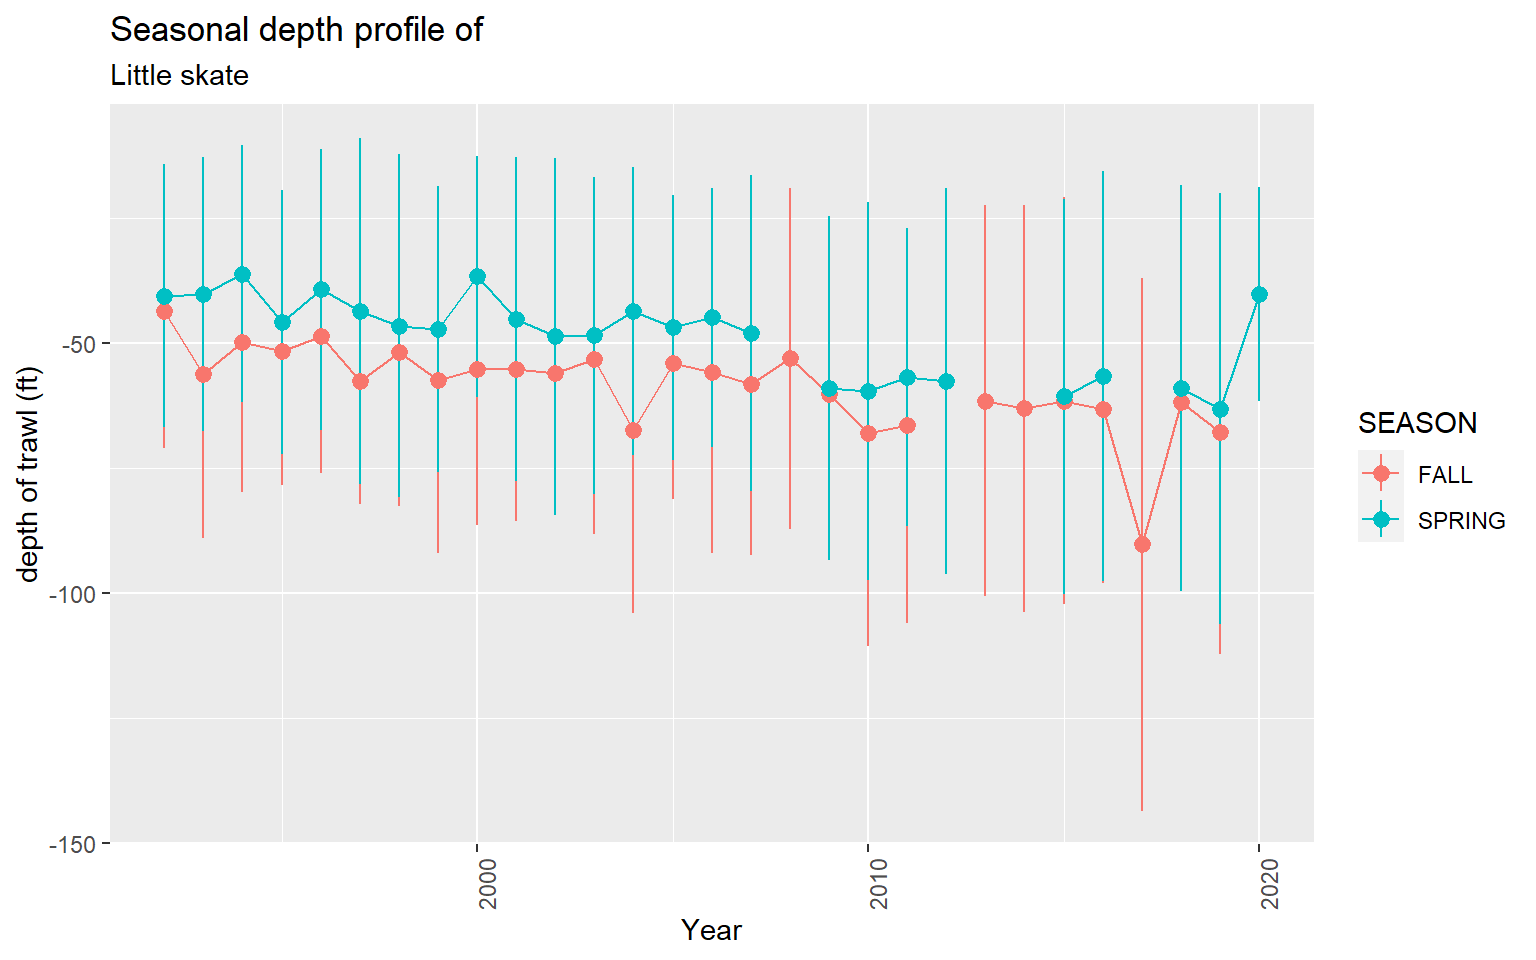 Seasonal depth profile of
Little skate
depth of trawl (ft)
-50
-100
-150
2000
2010
2020
Year
SEASON
FALL
SPRING